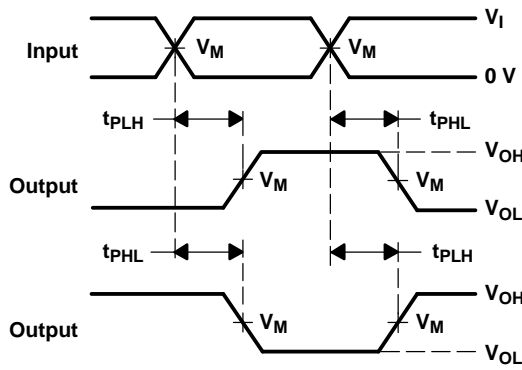 V_I
Input V_M V_M
0 V
t_PLH t_PHL
V_OH
Output V_M V_M
V_OL
t_PHL t_PLH
V_OH
Output V_M V_M
V_OL